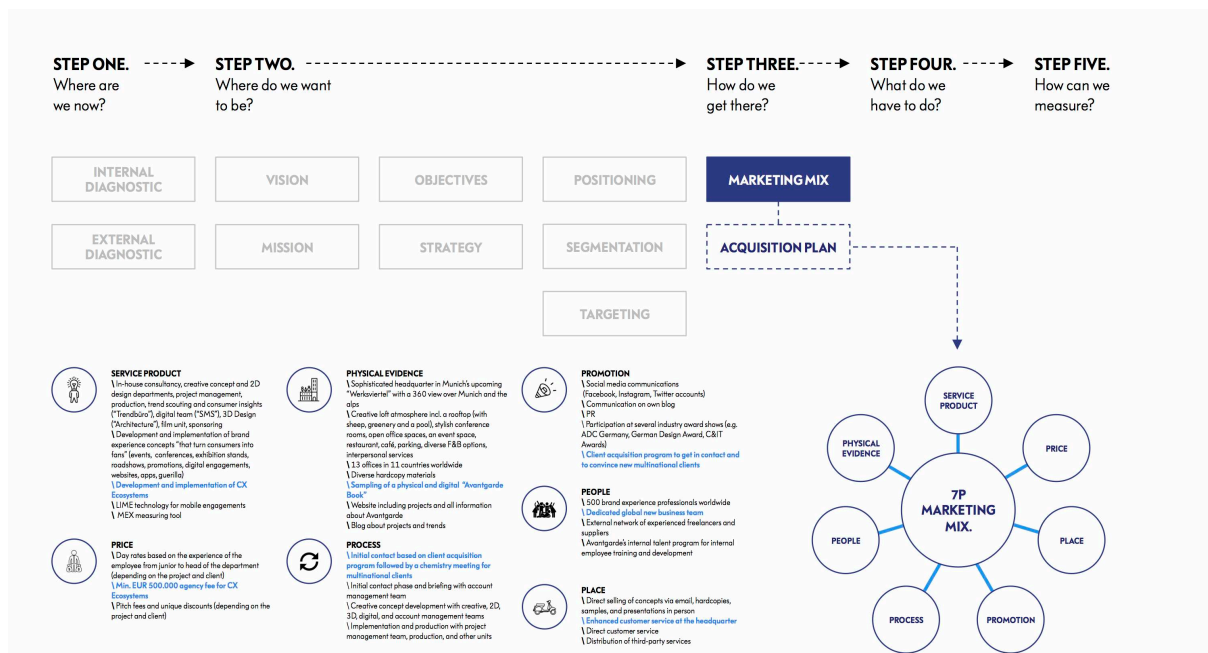 STEP ONE.
Where are
we now?
STEP TWO.
Where do we want
to be?
STEP THREE.
How do we
get there?
STEP FOUR.
What do we
have to do?
STEP FIVE.
How can we
measure?
INTERNAL
DIAGNOSTIC
VISION
OBJECTIVES
POSITIONING
MARKETING MIX
EXTERNAL
DIAGNOSTIC
MISSION
STRATEGY
SEGMENTATION
ACQUISITION PLAN
TARGETING
SERVICE PRODUCT
\ In-house consultancy, creative concept and 2D
design departments, project management,
production, trend scouting and consumer insights
("Trendbüro"), digital team ("SMS"), 3D Design
("Architecture"), film unit, sponsoring
\ Development and implementation of brand
experience concepts "that turn consumers into
fans" (events, conferences, exhibition stands,
roadshows, promotions, digital engagements,
websites, apps, guerilla)
\ Development and implementation of CX
Ecosystems
\ LIME technology for mobile engagements
\ MEX measuring tool
PRICE
\ Day rates based on the experience of the
employee from junior to head of the department
(depending on the project and client)
\ Min. EUR 500.000 agency fee for CX
Ecosystems
\ Pitch fees and unique discounts (depending on the
project and client)
PHYSICAL EVIDENCE
\ Sophisticated headquarter in Munich's upcoming
"Werksviertel" with a 360 view over Munich and the
alps
\ Creative loft atmosphere incl. a rooftop (with
sheep, greenery and a pool), stylish conference
rooms, open office spaces, an event space,
restaurant, café, parking, diverse F&B options,
interpersonal services
\ 13 offices in 11 countries worldwide
\ Diverse hardcopy materials
\ Sampling of a physical and digital "Avantgarde
Book"
\ Website including projects and all information
about Avantgarde
\ Blog about projects and trends
PROCESS
\ Initial contact based on client acquisition
program followed by a chemistry meeting for
multinational clients
\ Initial contact phase and briefing with account
management team
\ Creative concept development with creative, 2D,
3D, digital, and account management teams
\ Implementation and production with project
management team, production, and other units
PROMOTION
\ Social media communications
(Facebook, Instagram, Twitter accounts)
\ Communication on own blog
\ PR
\ Participation at several industry award shows (e.g.
ADC Germany, German Design Award, C&IT
Awards)
\ Client acquisition program to get in contact and
to convince new multinational clients
PEOPLE
\ 500 brand experience professionals worldwide
\ Dedicated global new business team
\ External network of experienced freelancers and
suppliers
\ Avantgarde's internal talent program for internal
employee training and development
PLACE
\ Direct selling of concepts via email, hardcopies,
samples, and presentations in person
\ Enhanced customer service at the headquarter
\ Direct customer service
\ Distribution of third-party services
SERVICE
PRODUCT
PHYSICAL
EVIDENCE
PRICE
7P
MARKETING
MIX.
PEOPLE
PLACE
PROCESS
PROMOTION